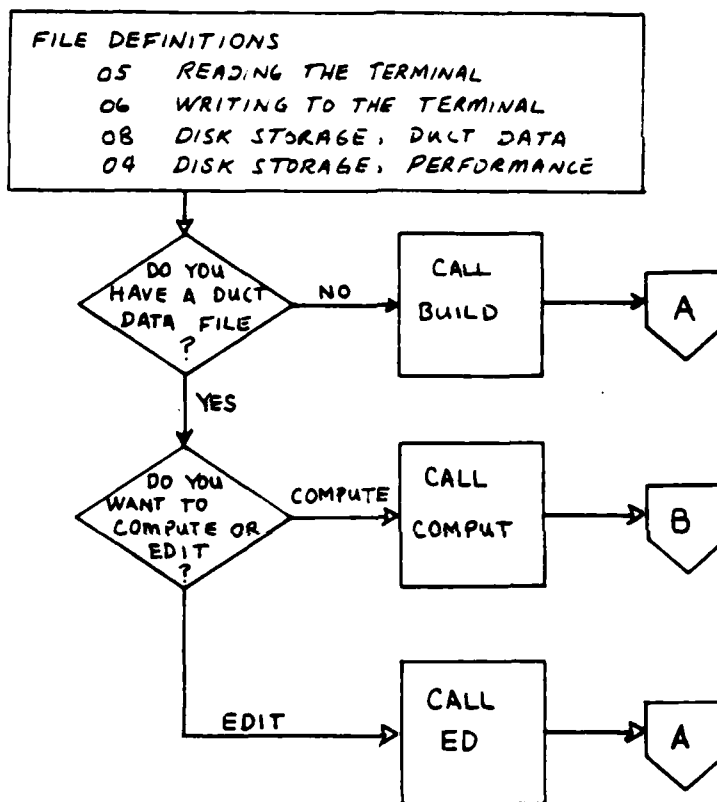 FILE DEFINITIONS
05 READING THE TERMINAL
06 WRITING TO THE TERMINAL
08 DISK STORAGE, DUCT DATA
04 DISK STORAGE, PERFORMANCE
DO YOU
HAVE A DUCT
DATA FILE
?
NO
CALL
BUILD
A
YES
DO YOU
WANT TO
COMPUTE OR
EDIT
?
COMPUTE
CALL
COMPUT
B
EDIT
CALL
ED
A